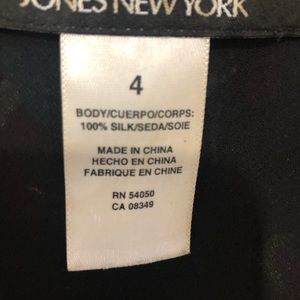 JONES NEW YORK
4
BODY/CUERPO/CORPS:
100% SILK/SEDA/SOIE
MADE IN CHINA
HECHO EN CHINA
FABRIQUE EN CHINE
RN 54050
CA 08349